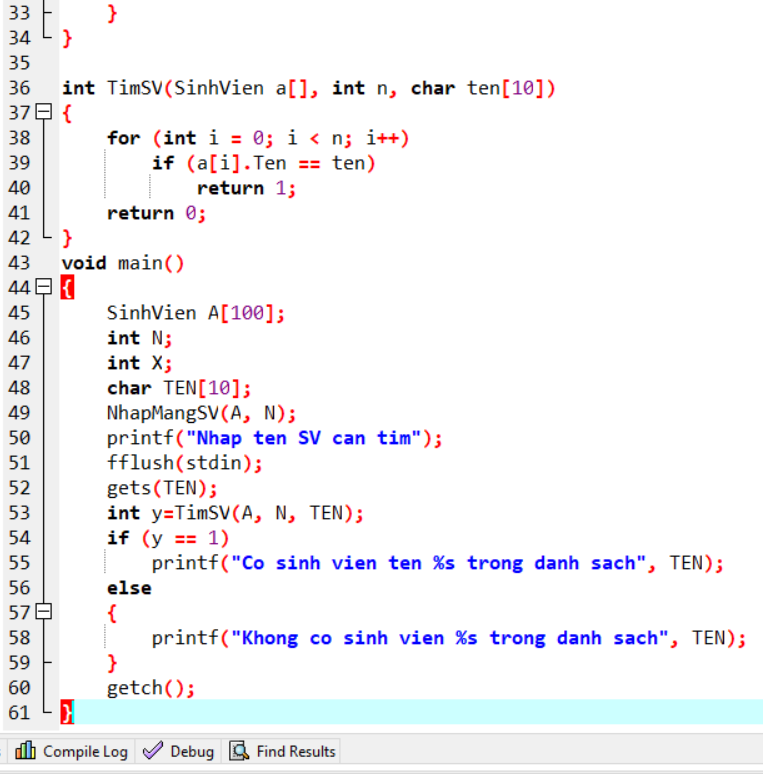 33 }
34 }
35
36 int TimSV(SinhVien a[], int n, char ten[10])
37 {
38 for (int i = 0; i < n; i++)
39 if (a[i].Ten == ten)
40 return 1;
41 return 0;
42 }
43 void main()
44 {
45 SinhVien A[100];
46 int N;
47 int X;
48 char TEN[10];
49 NhapMangSV(A, N);
50 printf("Nhap ten SV can tim");
51 fflush(stdin);
52 gets(TEN);
53 int y=TimSV(A, N, TEN);
54 if (y == 1)
55 printf("Co sinh vien ten %s trong danh sach", TEN);
56 else
57 {
58 printf("Khong co sinh vien %s trong danh sach", TEN);
59 }
60 getch();
61 }
Compile Log Debug Find Results